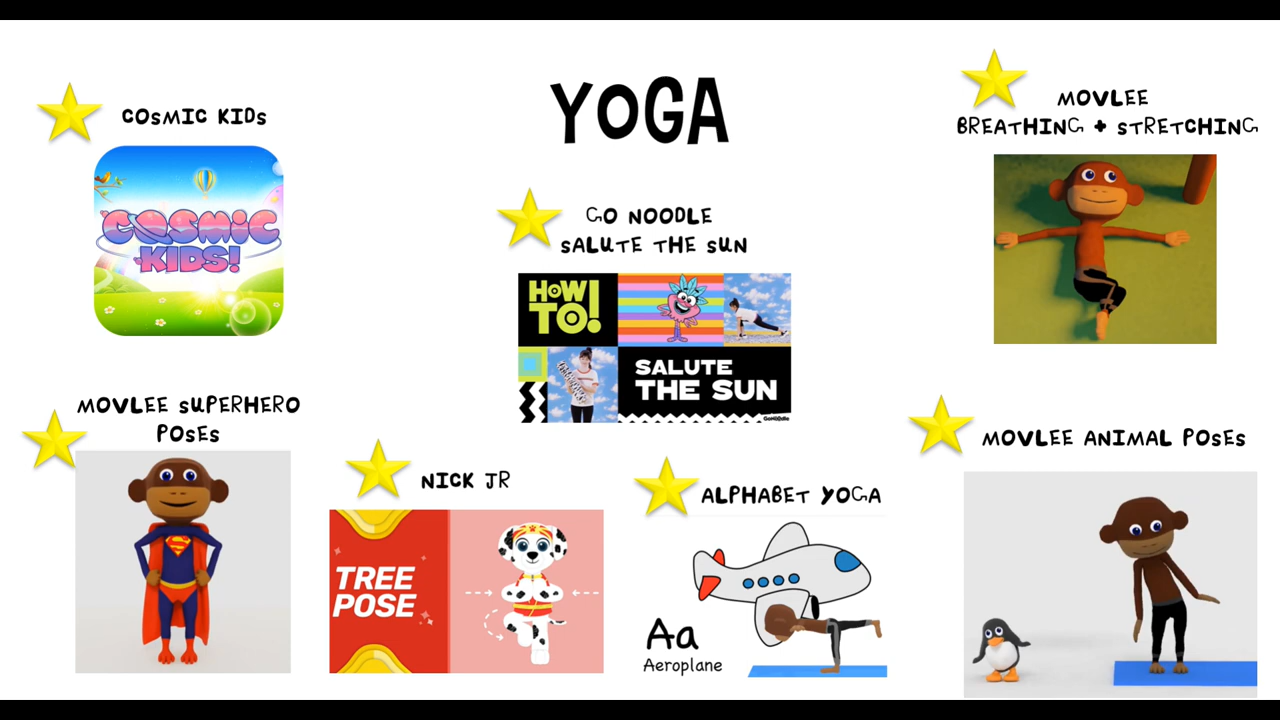 YOGA
COSMIC KIDS
COSMIC
KIDS!
GO NOODLE
SALUTE THE SUN
HOW
TO!
SALUTE
THE SUN
GoNoodle
MOVLEE
BREATHING + STRETCHING
MOVLEE SUPERHERO
POSES
S
NICK JR
TREE
POSE
ALPHABET YOGA
Aa
Aeroplane
MOVLEE ANIMAL POSES